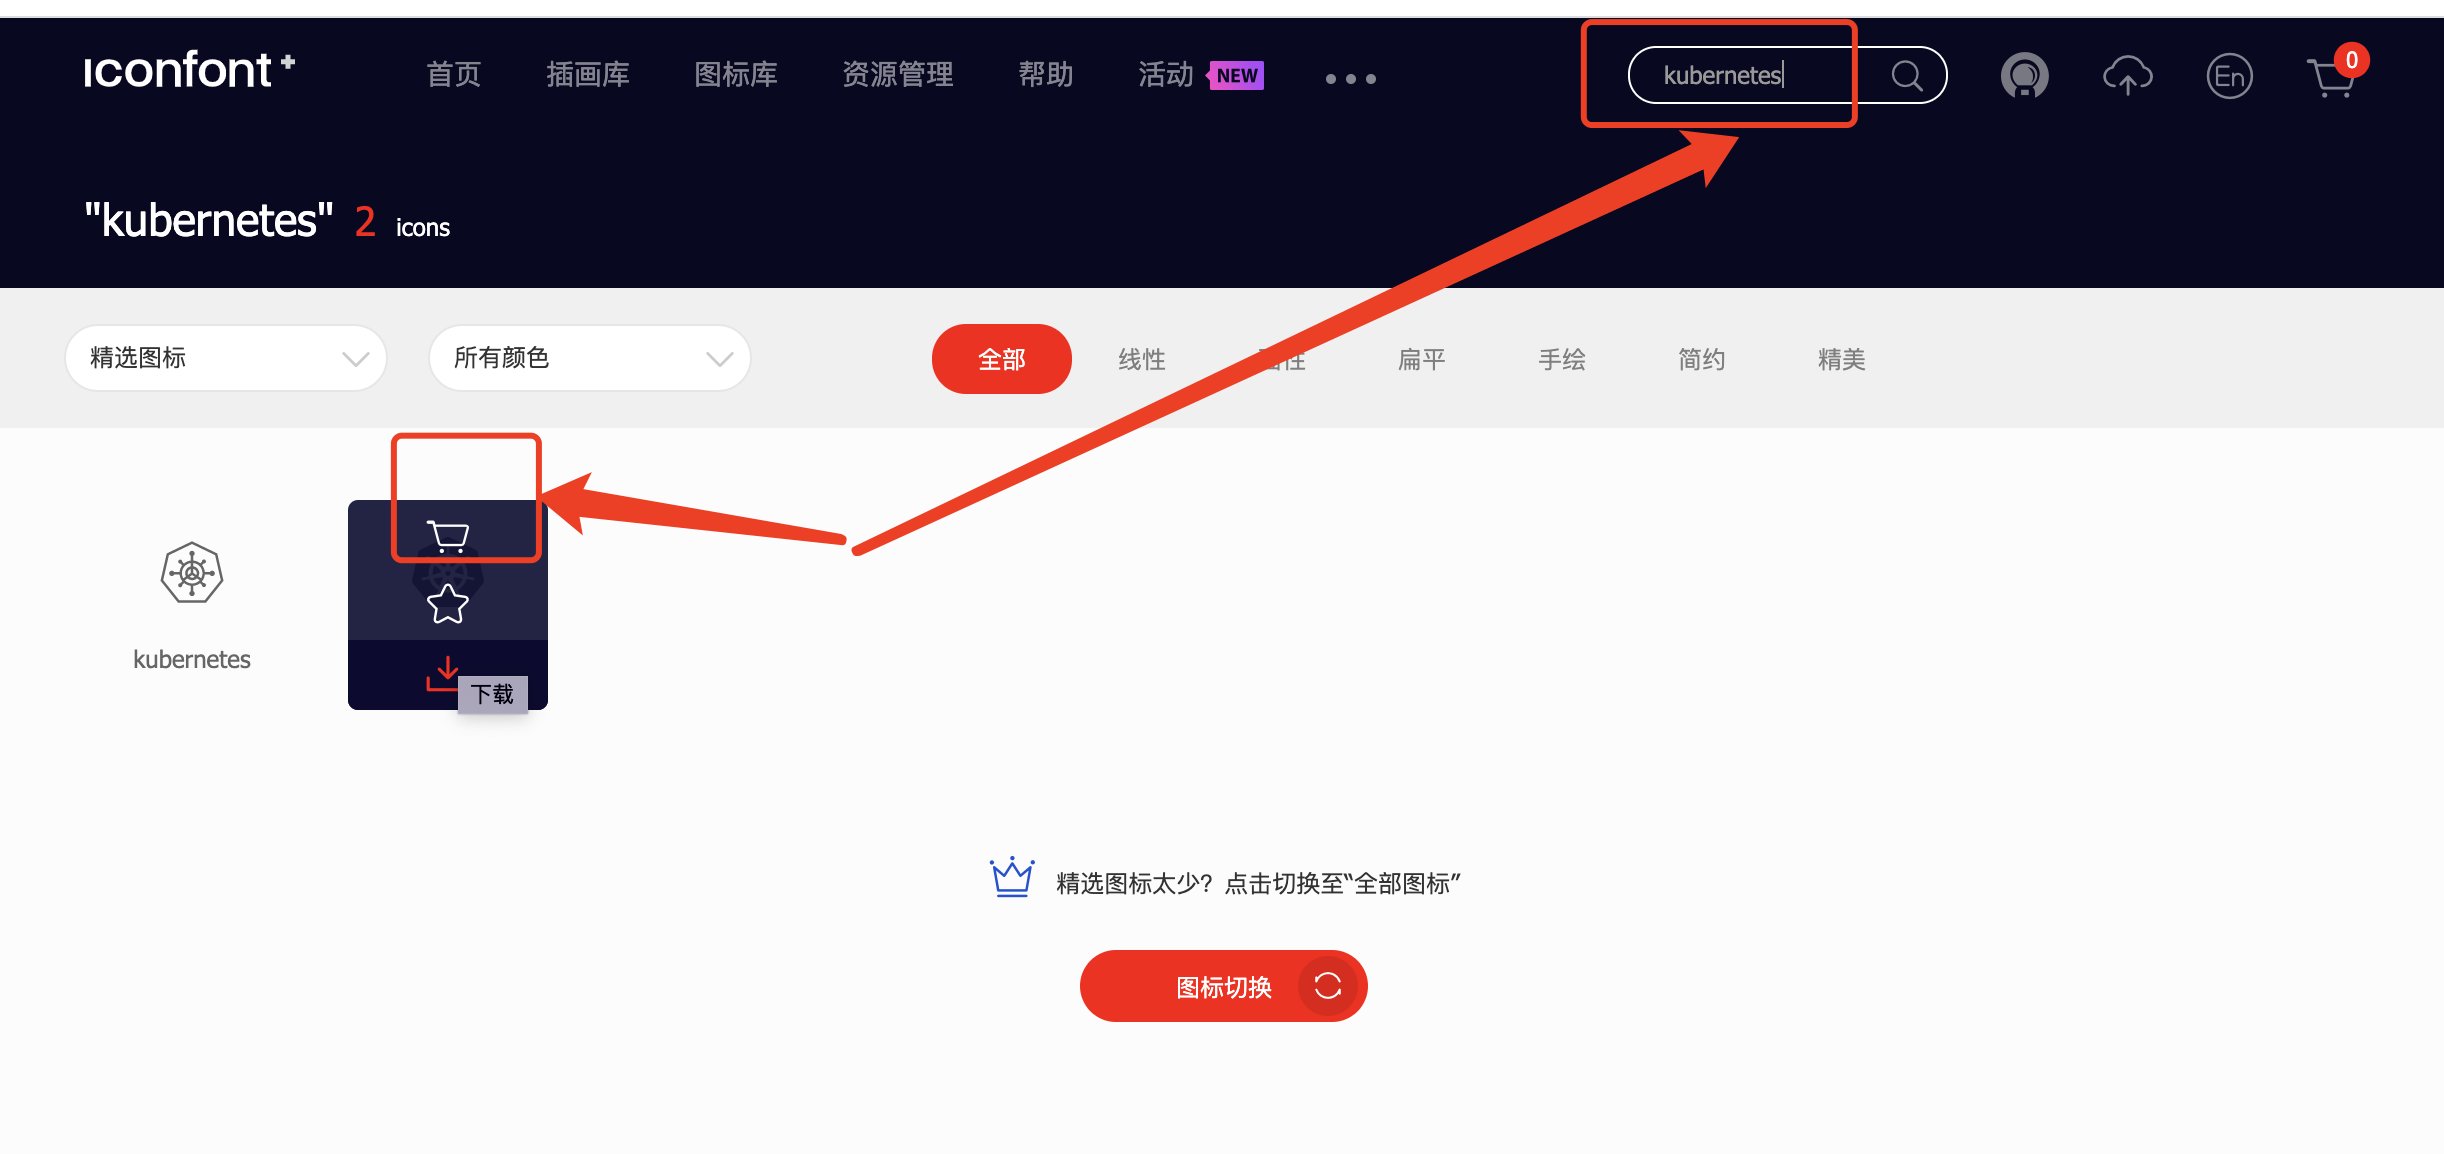 iconfont+
首页 插画库 图标库 资源管理 帮助 活动 NEW ••• kubernetes En 0
"kubernetes" 2 icons
精选图标 所有颜色 全部 线性 性 扁平 手绘 简约 精美
kubernetes
下载
精选图标太少？点击切换至“全部图标”
图标切换